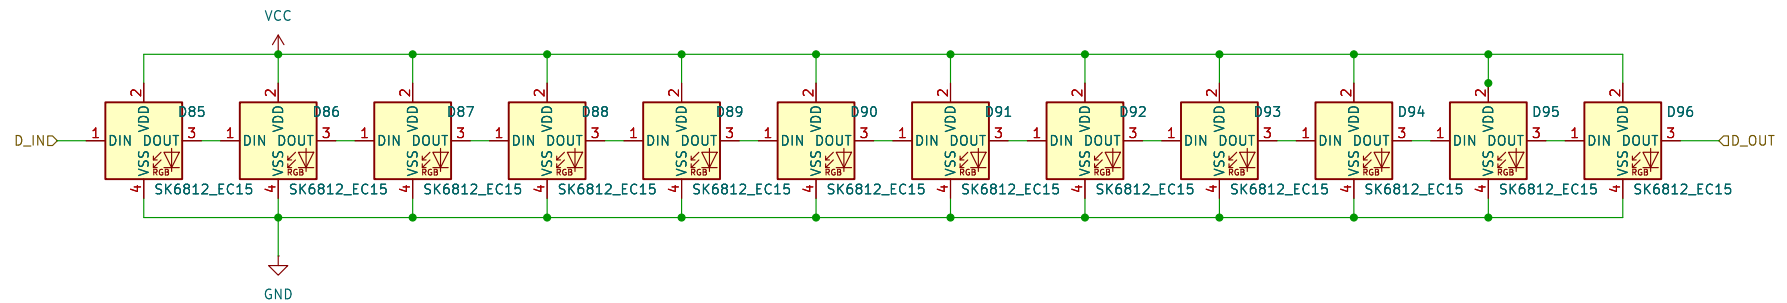 VCC
2 2 2 2 2 2 2 2 2 2 2 2
VDD D85 VDD D86 VDD D87 VDD D88 VDD D89 VDD D90 VDD D91 VDD D92 VDD D93 VDD D94 VDD D95 VDD D96
D_IN 1 DIN DOUT 3 1 DIN DOUT 3 1 DIN DOUT 3 1 DIN DOUT 3 1 DIN DOUT 3 1 DIN DOUT 3 1 DIN DOUT 3 1 DIN DOUT 3 1 DIN DOUT 3 1 DIN DOUT 3 1 DIN DOUT 3 1 DIN DOUT 3 D_OUT
VSS RGB VSS RGB VSS RGB VSS RGB VSS RGB VSS RGB VSS RGB VSS RGB VSS RGB VSS RGB VSS RGB VSS RGB
4 SK6812_EC15 4 SK6812_EC15 4 SK6812_EC15 4 SK6812_EC15 4 SK6812_EC15 4 SK6812_EC15 4 SK6812_EC15 4 SK6812_EC15 4 SK6812_EC15 4 SK6812_EC15 4 SK6812_EC15 4 SK6812_EC15
GND